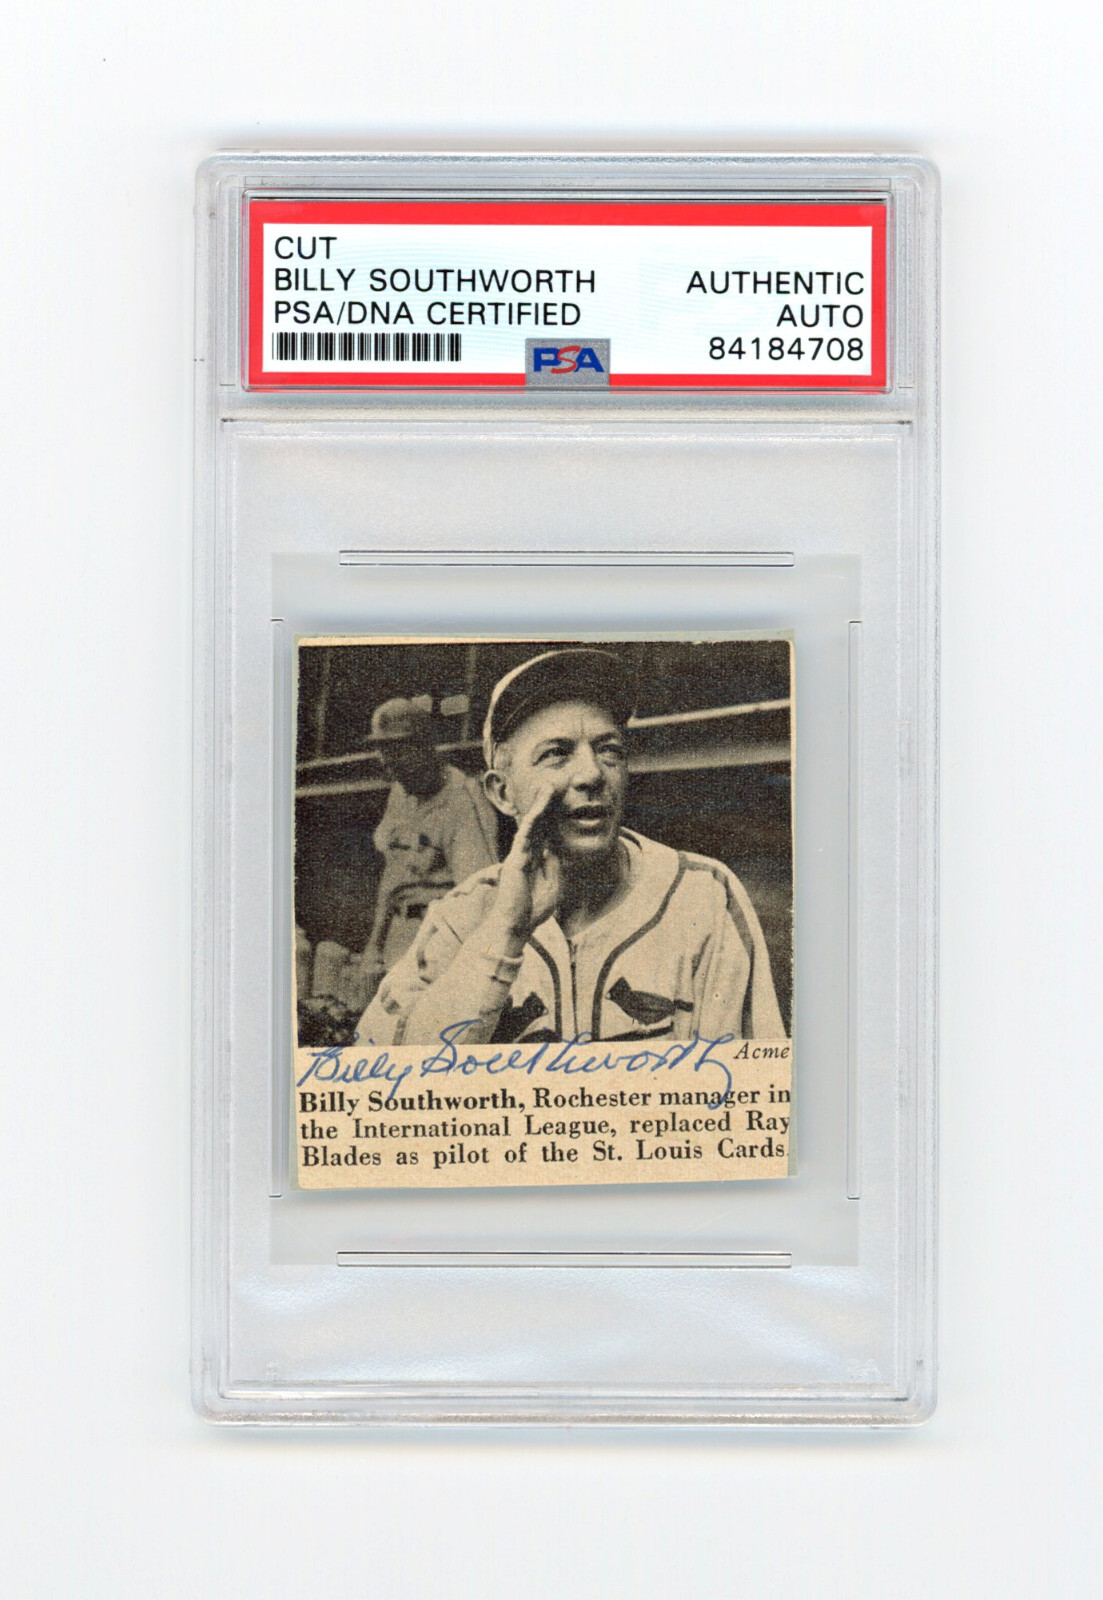 CUT
BILLY SOUTHWORTH
PSA/DNA CERTIFIED
AUTHENTIC
AUTO
84184708
PSA
Billy Southworth
Acme
Billy Southworth, Rochester manager in
the International League, replaced Ray
Blades as pilot of the St. Louis Cards.